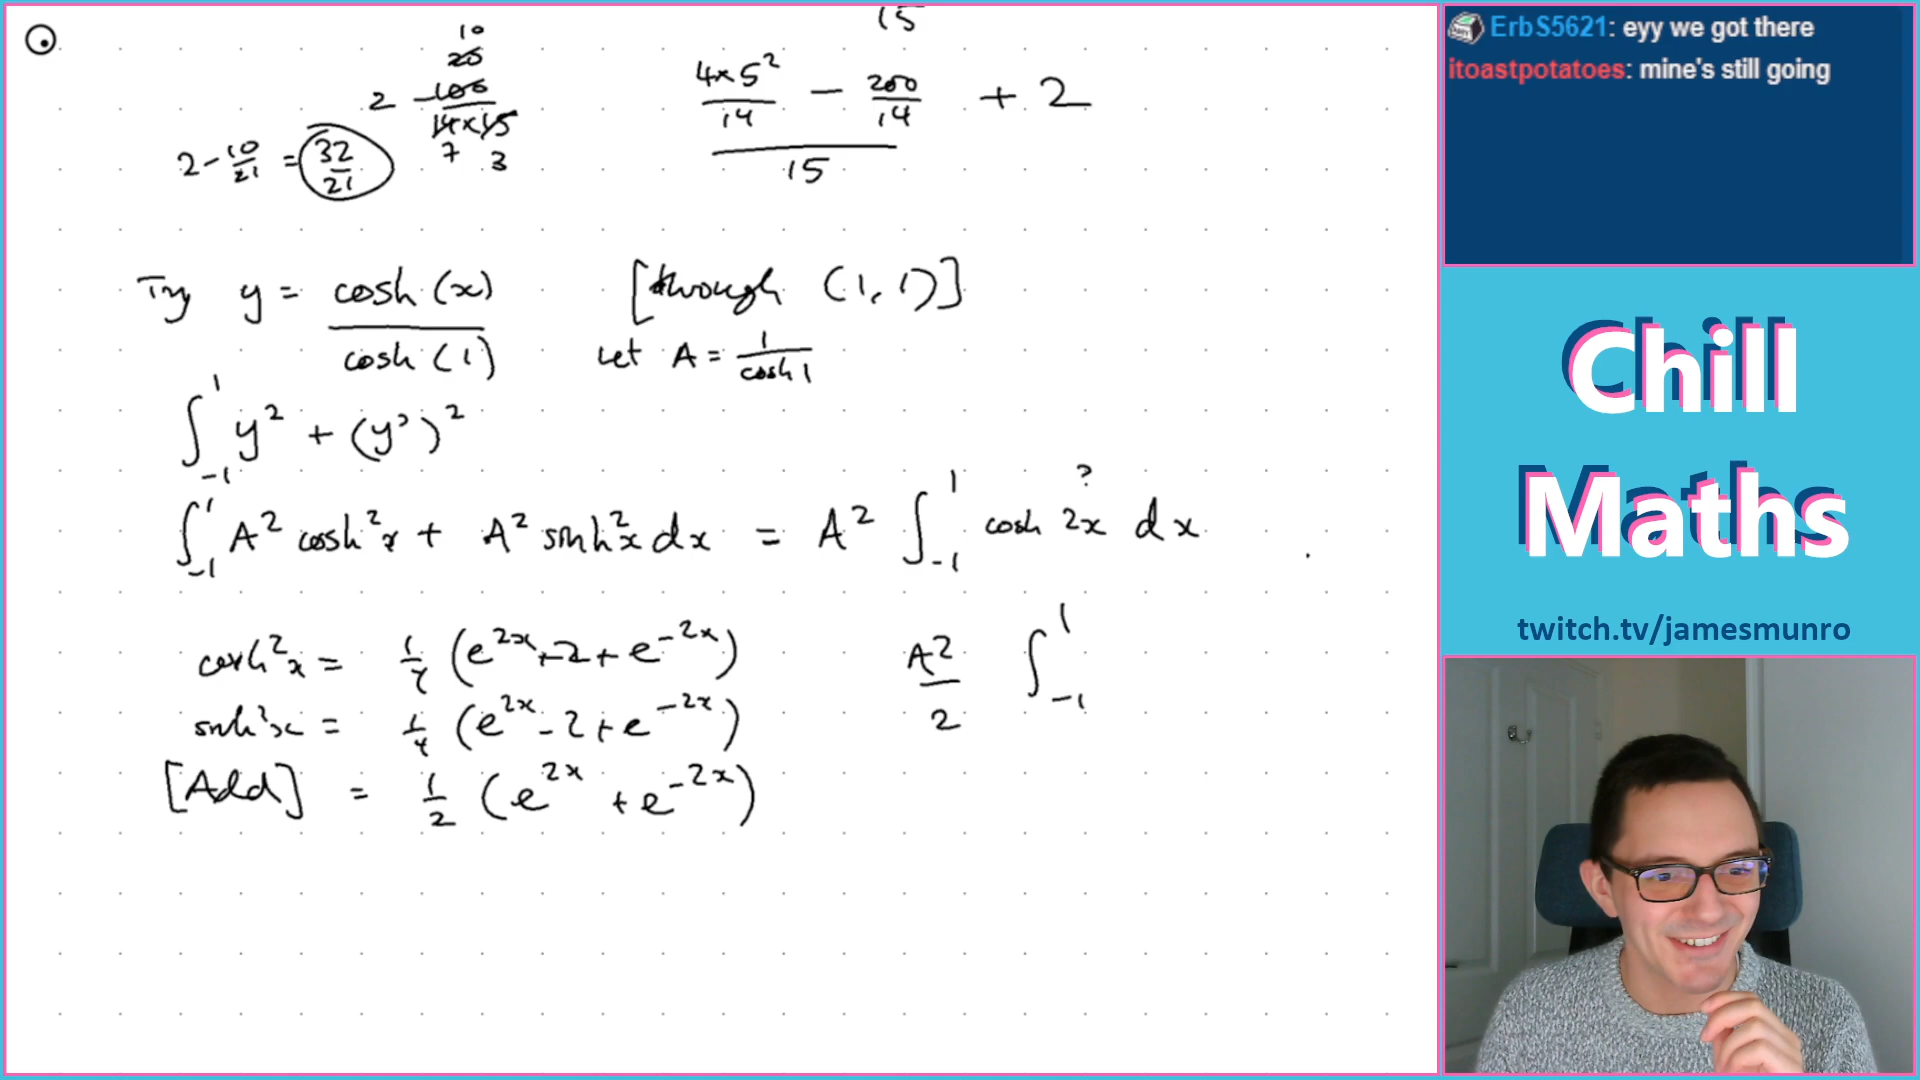 15
10
25
2 - 100 / 14×15
7 3
2 - 10/21 = 32/21
4×5² / 14 - 200 / 14 + 2
15
Try y = cosh(x) / cosh(1) [through (1,1)]
Let A = 1 / cosh 1
∫₋₁¹ y² + (y')²
∫₋₁¹ A² cosh²x + A² sinh²x dx = A² ∫₋₁¹ cosh 2x dx
?
cosh²x = 1/4 (e^{2x} + 2 + e^{-2x})
sinh²x = 1/4 (e^{2x} - 2 + e^{-2x})
[Add] = 1/2 (e^{2x} + e^{-2x})
A²/2 ∫₋₁¹
ErbS5621: eyy we got there
itoastpotatoes: mine's still going
Chill
Maths
twitch.tv/jamesmunro